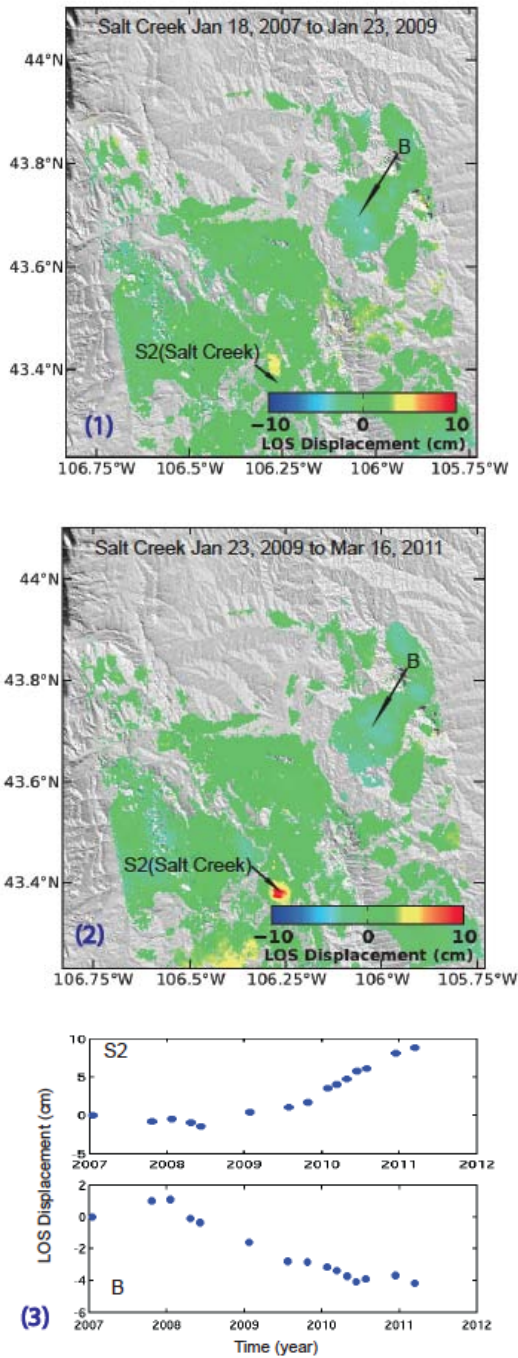 Salt Creek Jan 18, 2007 to Jan 23, 2009
44°N
B
43.8°N
43.6°N
S2(Salt Creek)
43.4°N
−10 0 10
(1)
LOS Displacement (cm)
106.75°W 106.5°W 106.25°W 106°W 105.75°W
Salt Creek Jan 23, 2009 to Mar 16, 2011
44°N
B
43.8°N
43.6°N
S2(Salt Creek)
43.4°N
−10 0 10
(2)
LOS Displacement (cm)
106.75°W 106.5°W 106.25°W 106°W 105.75°W
10
S2
5
0
-5
2007 2008 2009 2010 2011 2012
LOS Displacement (cm)
2
0
-2
-4
B
-6
(3)
2007 2008 2009 2010 2011 2012
Time (year)